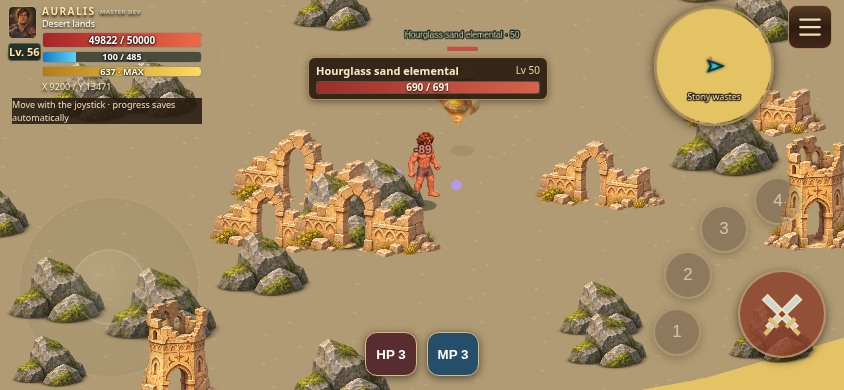 AURALIS MASTER DEV
Desert lands
49822 / 50000
Lv. 56
100 / 485
637 · MAX
X 9200 / Y 13471
Move with the joystick · progress saves
automatically
Hourglass sand elemental · 50
Hourglass sand elemental Lv 50
690 / 691
-89
Stony wastes
4
3
2
1
HP 3
MP 3